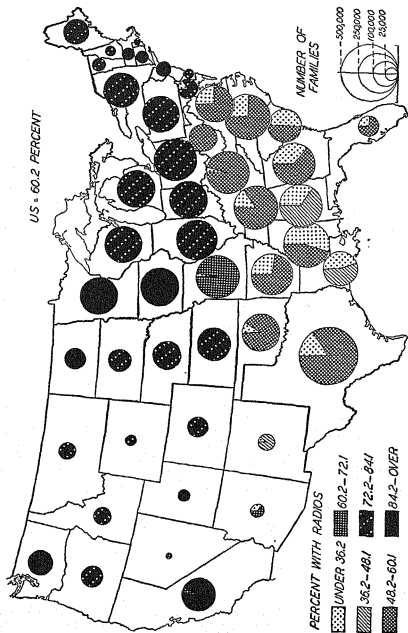 US = 60.2 PERCENT
NUMBER OF
FAMILIES
500,000
250,000
100,000
25,000
PERCENT WITH RADIOS
UNDER 36.2
36.2-48.1
48.2-60.1
60.2-72.1
72.2-84.1
84.2-OVER